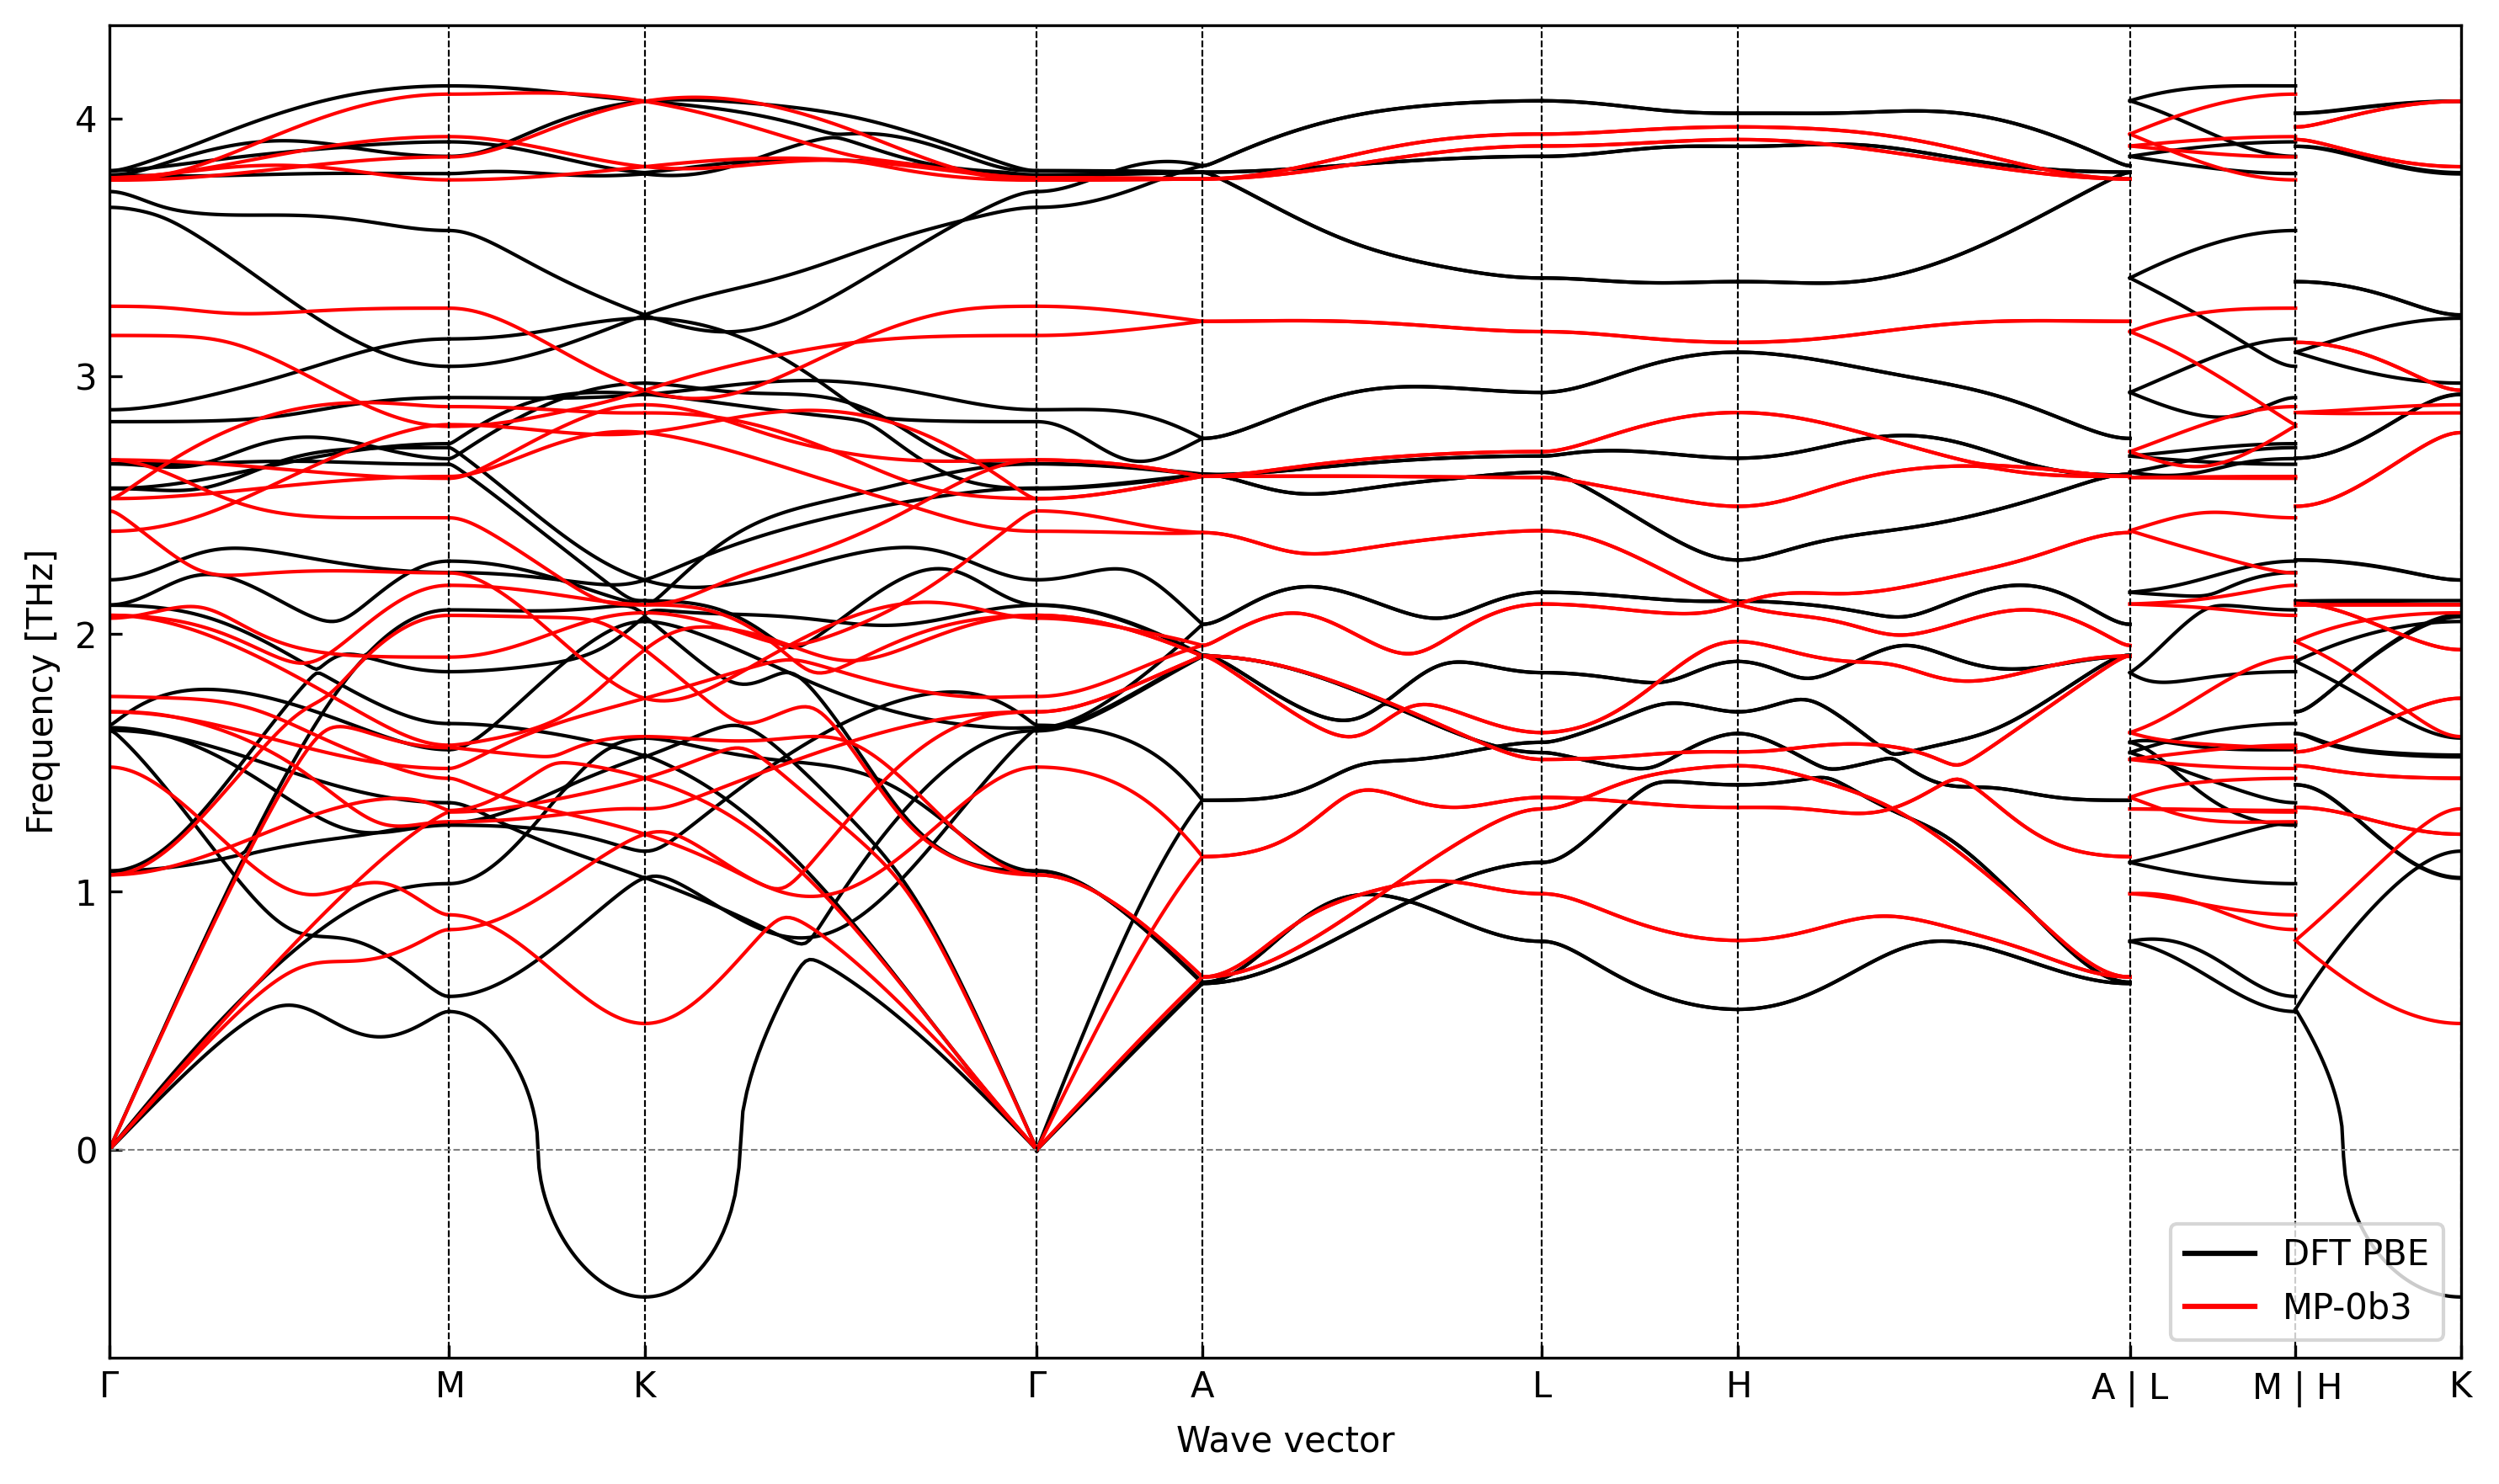 4
3
2
1
0
Frequency [THz]
Γ M K Γ A L H A | L M | H K
Wave vector
DFT PBE
MP-0b3